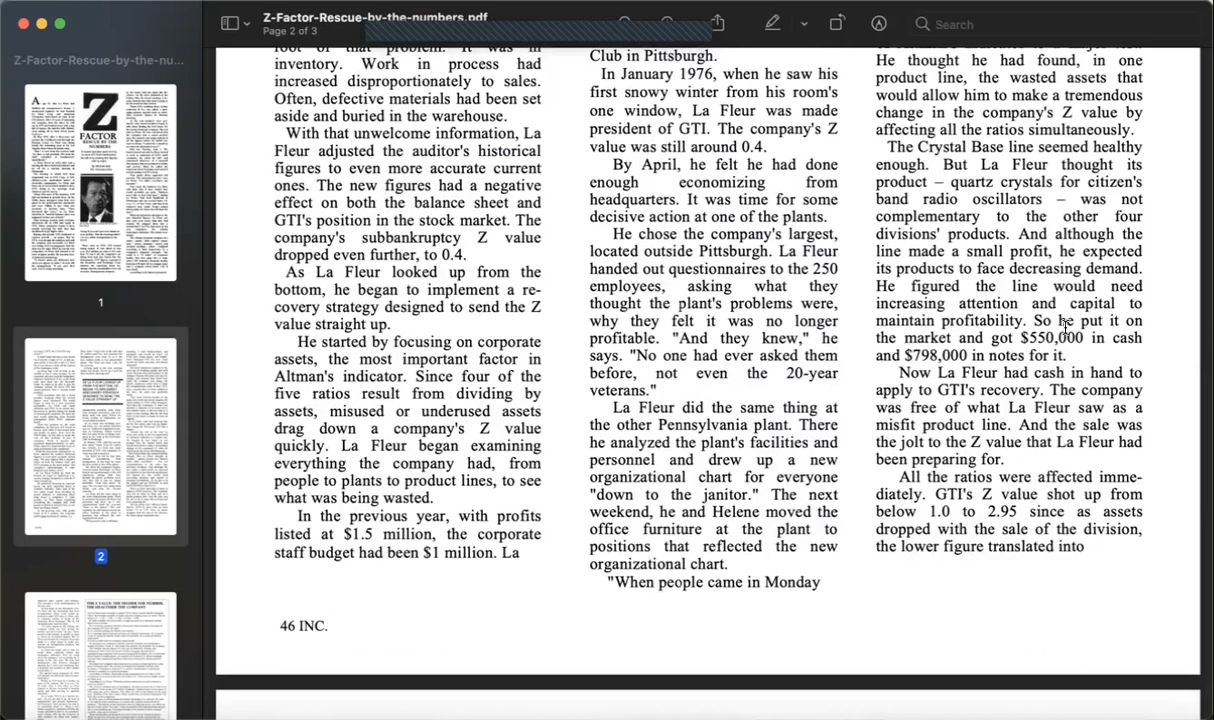 Z-Factor-Rescue-by-the-numbers.pdf
Page 2 of 3
Search
Z-Factor-Rescue-by-the-nu...
Z
FACTOR
1
2
root of that problem. It was in
inventory. Work in process had
increased disproportionately to sales.
Often, defective materials had been set
aside and buried in the warehouse.
With that unwelcome infonnation, La
Fleur adjusted the auditor's historical
figures to even more accurate current
ones. The new figures had a negative
effect on both the balance sheet and
GTI's position in the stock market. The
company's subbankruptcy Z value
dropped even further, to 0.4.
As La Fleur looked up from the
bottom, he began to implement a re-
covery strategy designed to send the Z
value straight up.
He started by focusing on corporate
assets, the most important factor in
Altman's indicator. Since four of the
five ratios result from dividing by
assets, misused or underused assets
drag down a company's Z value
quickly. La Fleur began examining
everything the company had, from
people to plants to product lines, to see
what was being wasted.
In the previous year, with profits
listed at $1.5 million, the corporate
staff budget had been $1 million. La
46 INC.
Club in Pittsburgh.
In January 1976, when he saw his
first snowy winter from his room's
one window, La Fleur was made
president of GTI. The company's Z
value was still around 0.4.
By April, he felt he had done
enough economizing from
headquarters. It was time for some
decisive action at one of the plants.
He chose the company's largest,
located outside Pittsburgh. La Fleur
handed out questionnaires to the 250
employees, asking what they
thought the plant's problems were,
why they felt it was no longer
profitable. "And they knew," he
says. "No one had ever asked them
before, not even the 20-year
veterans."
La Fleur did the same thing at
the other Pennsylvania plant. There
he analyzed the plant's facilities and
personnel and drew up a new
organizational chart for everyone
"down to the janitor." The next
weekend, he and Helene moved the
office furniture at the plant to
positions that reflected the new
organizational chart.
"When people came in Monday
He thought he had found, in one
product line, the wasted assets that
would allow him to make a tremendous
change in the company's Z value by
affecting all the ratios simultaneously.
The Crystal Base line seemed healthy
enough. But La Fleur thought its
product – quartz crystals for citizen's
band radio oscillators – was not
complementary to the other four
divisions' products. And although the
line made a small profit, he expected
its products to face decreasing demand.
He figured the line would need
increasing attention and capital to
maintain profitability. So he put it on
the market and got $550,000 in cash
and $798,000 in notes for it.
Now La Fleur had cash in hand to
apply to GTI's recovery. The company
was free of what La Fleur saw as a
misfit product line. And the sale was
the jolt to the Z value that La Fleur had
been preparing for.
All the ratios were affected imme-
diately. GTI's Z value shot up from
below 1.0 to 2.95 since as assets
dropped with the sale of the division,
the lower figure translated into